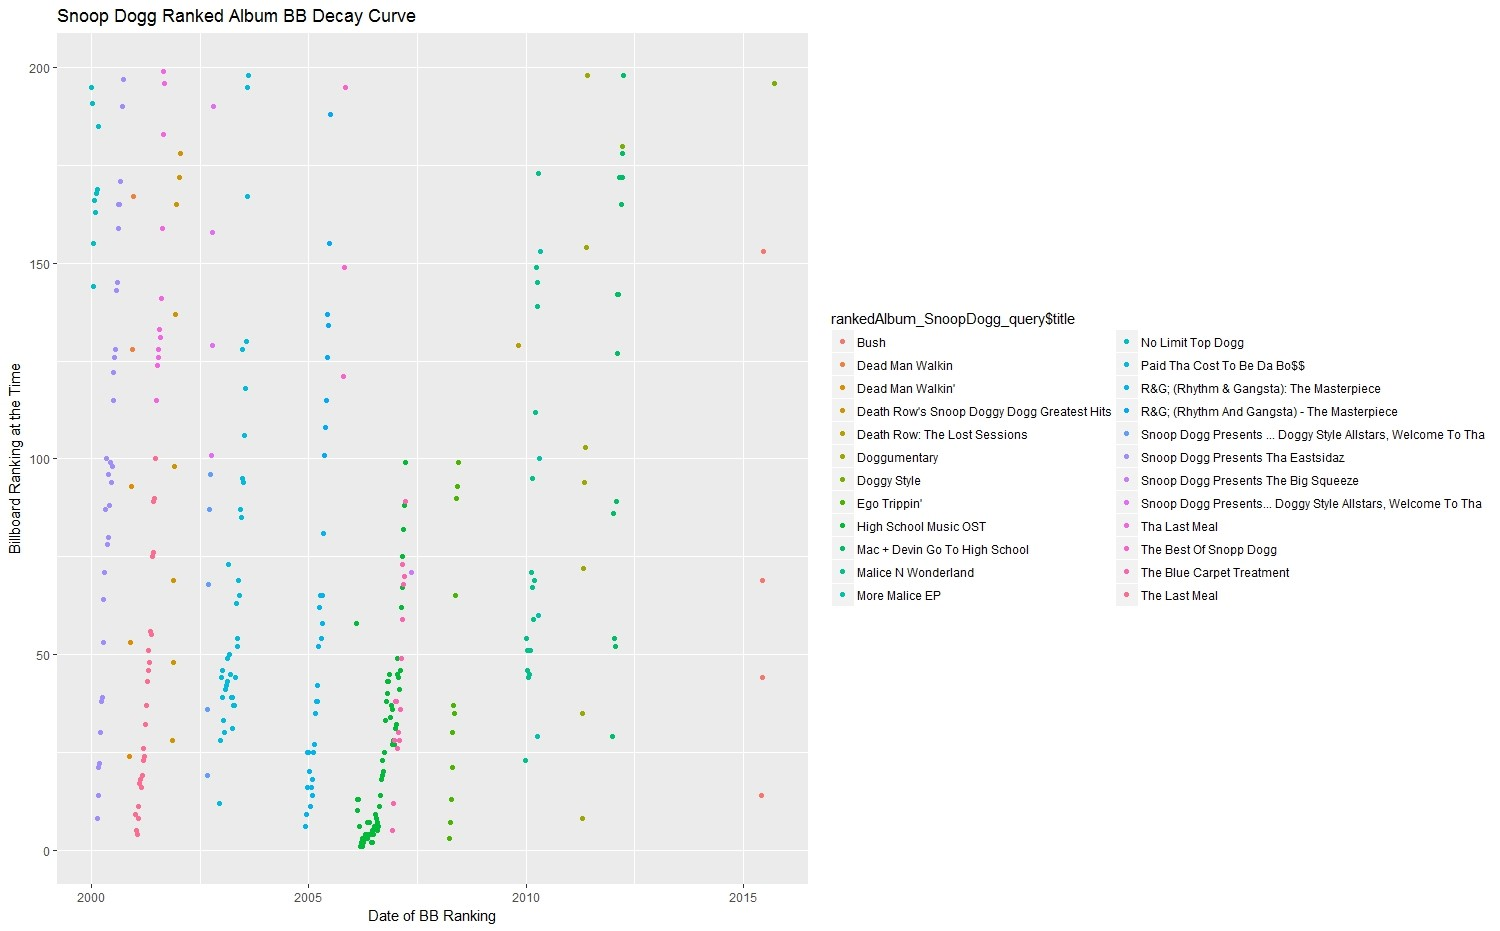 Snoop Dogg Ranked Album BB Decay Curve
200
150
100
50
0
Billboard Ranking at the Time
2000
2005
2010
2015
Date of BB Ranking
rankedAlbum_SnoopDogg_query$title
Bush
Dead Man Walkin
Dead Man Walkin'
Death Row's Snoop Doggy Dogg Greatest Hits
Death Row: The Lost Sessions
Doggumentary
Doggy Style
Ego Trippin'
High School Music OST
Mac + Devin Go To High School
Malice N Wonderland
More Malice EP
No Limit Top Dogg
Paid Tha Cost To Be Da Bo$$
R&G; (Rhythm & Gangsta): The Masterpiece
R&G; (Rhythm And Gangsta) - The Masterpiece
Snoop Dogg Presents ... Doggy Style Allstars, Welcome To Tha
Snoop Dogg Presents Tha Eastsidaz
Snoop Dogg Presents The Big Squeeze
Snoop Dogg Presents... Doggy Style Allstars, Welcome To Tha
Tha Last Meal
The Best Of Snopp Dogg
The Blue Carpet Treatment
The Last Meal